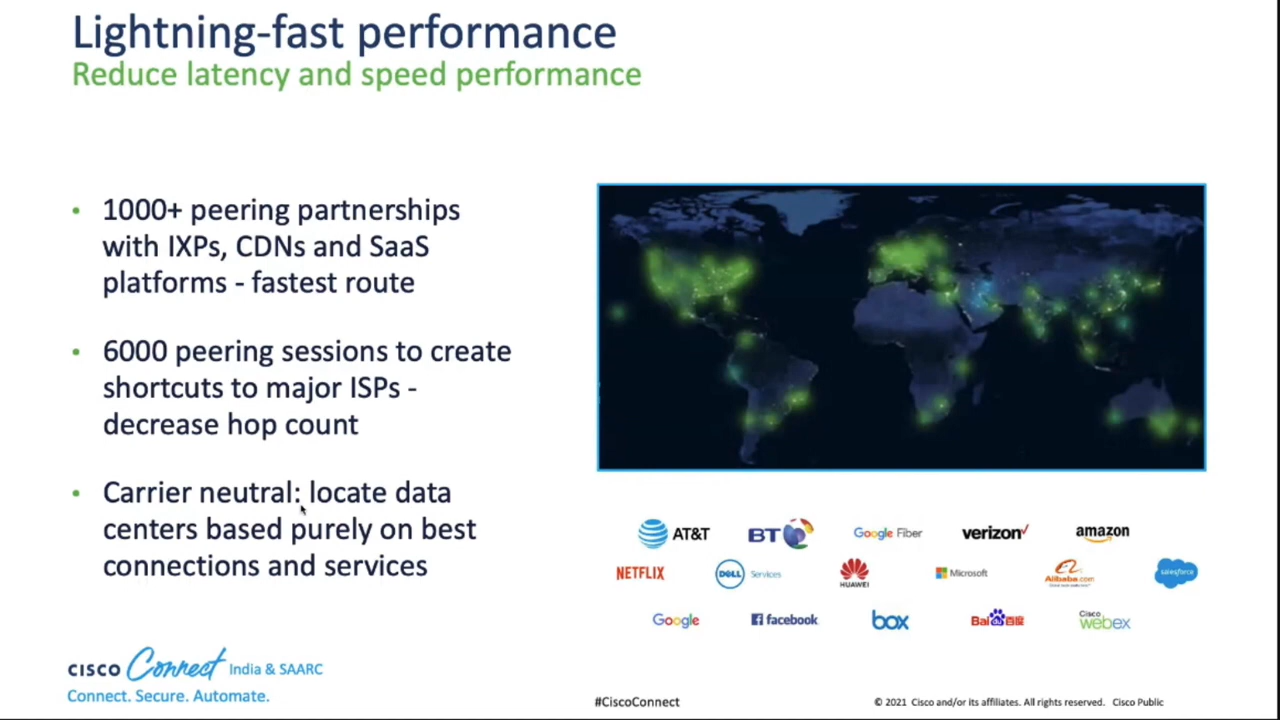 Lightning-fast performance
Reduce latency and speed performance
• 1000+ peering partnerships
with IXPs, CDNs and SaaS
platforms - fastest route
• 6000 peering sessions to create
shortcuts to major ISPs -
decrease hop count
• Carrier neutral: locate data
centers based purely on best
connections and services
AT&T BT Google Fiber verizon amazon
NETFLIX DELL Services HUAWEI Microsoft Alibaba.com salesforce
Google facebook box Bai du 百度 Cisco webex
CISCO Connect India & SAARC
Connect. Secure. Automate.
#CiscoConnect
© 2021 Cisco and/or its affiliates. All rights reserved. Cisco Public